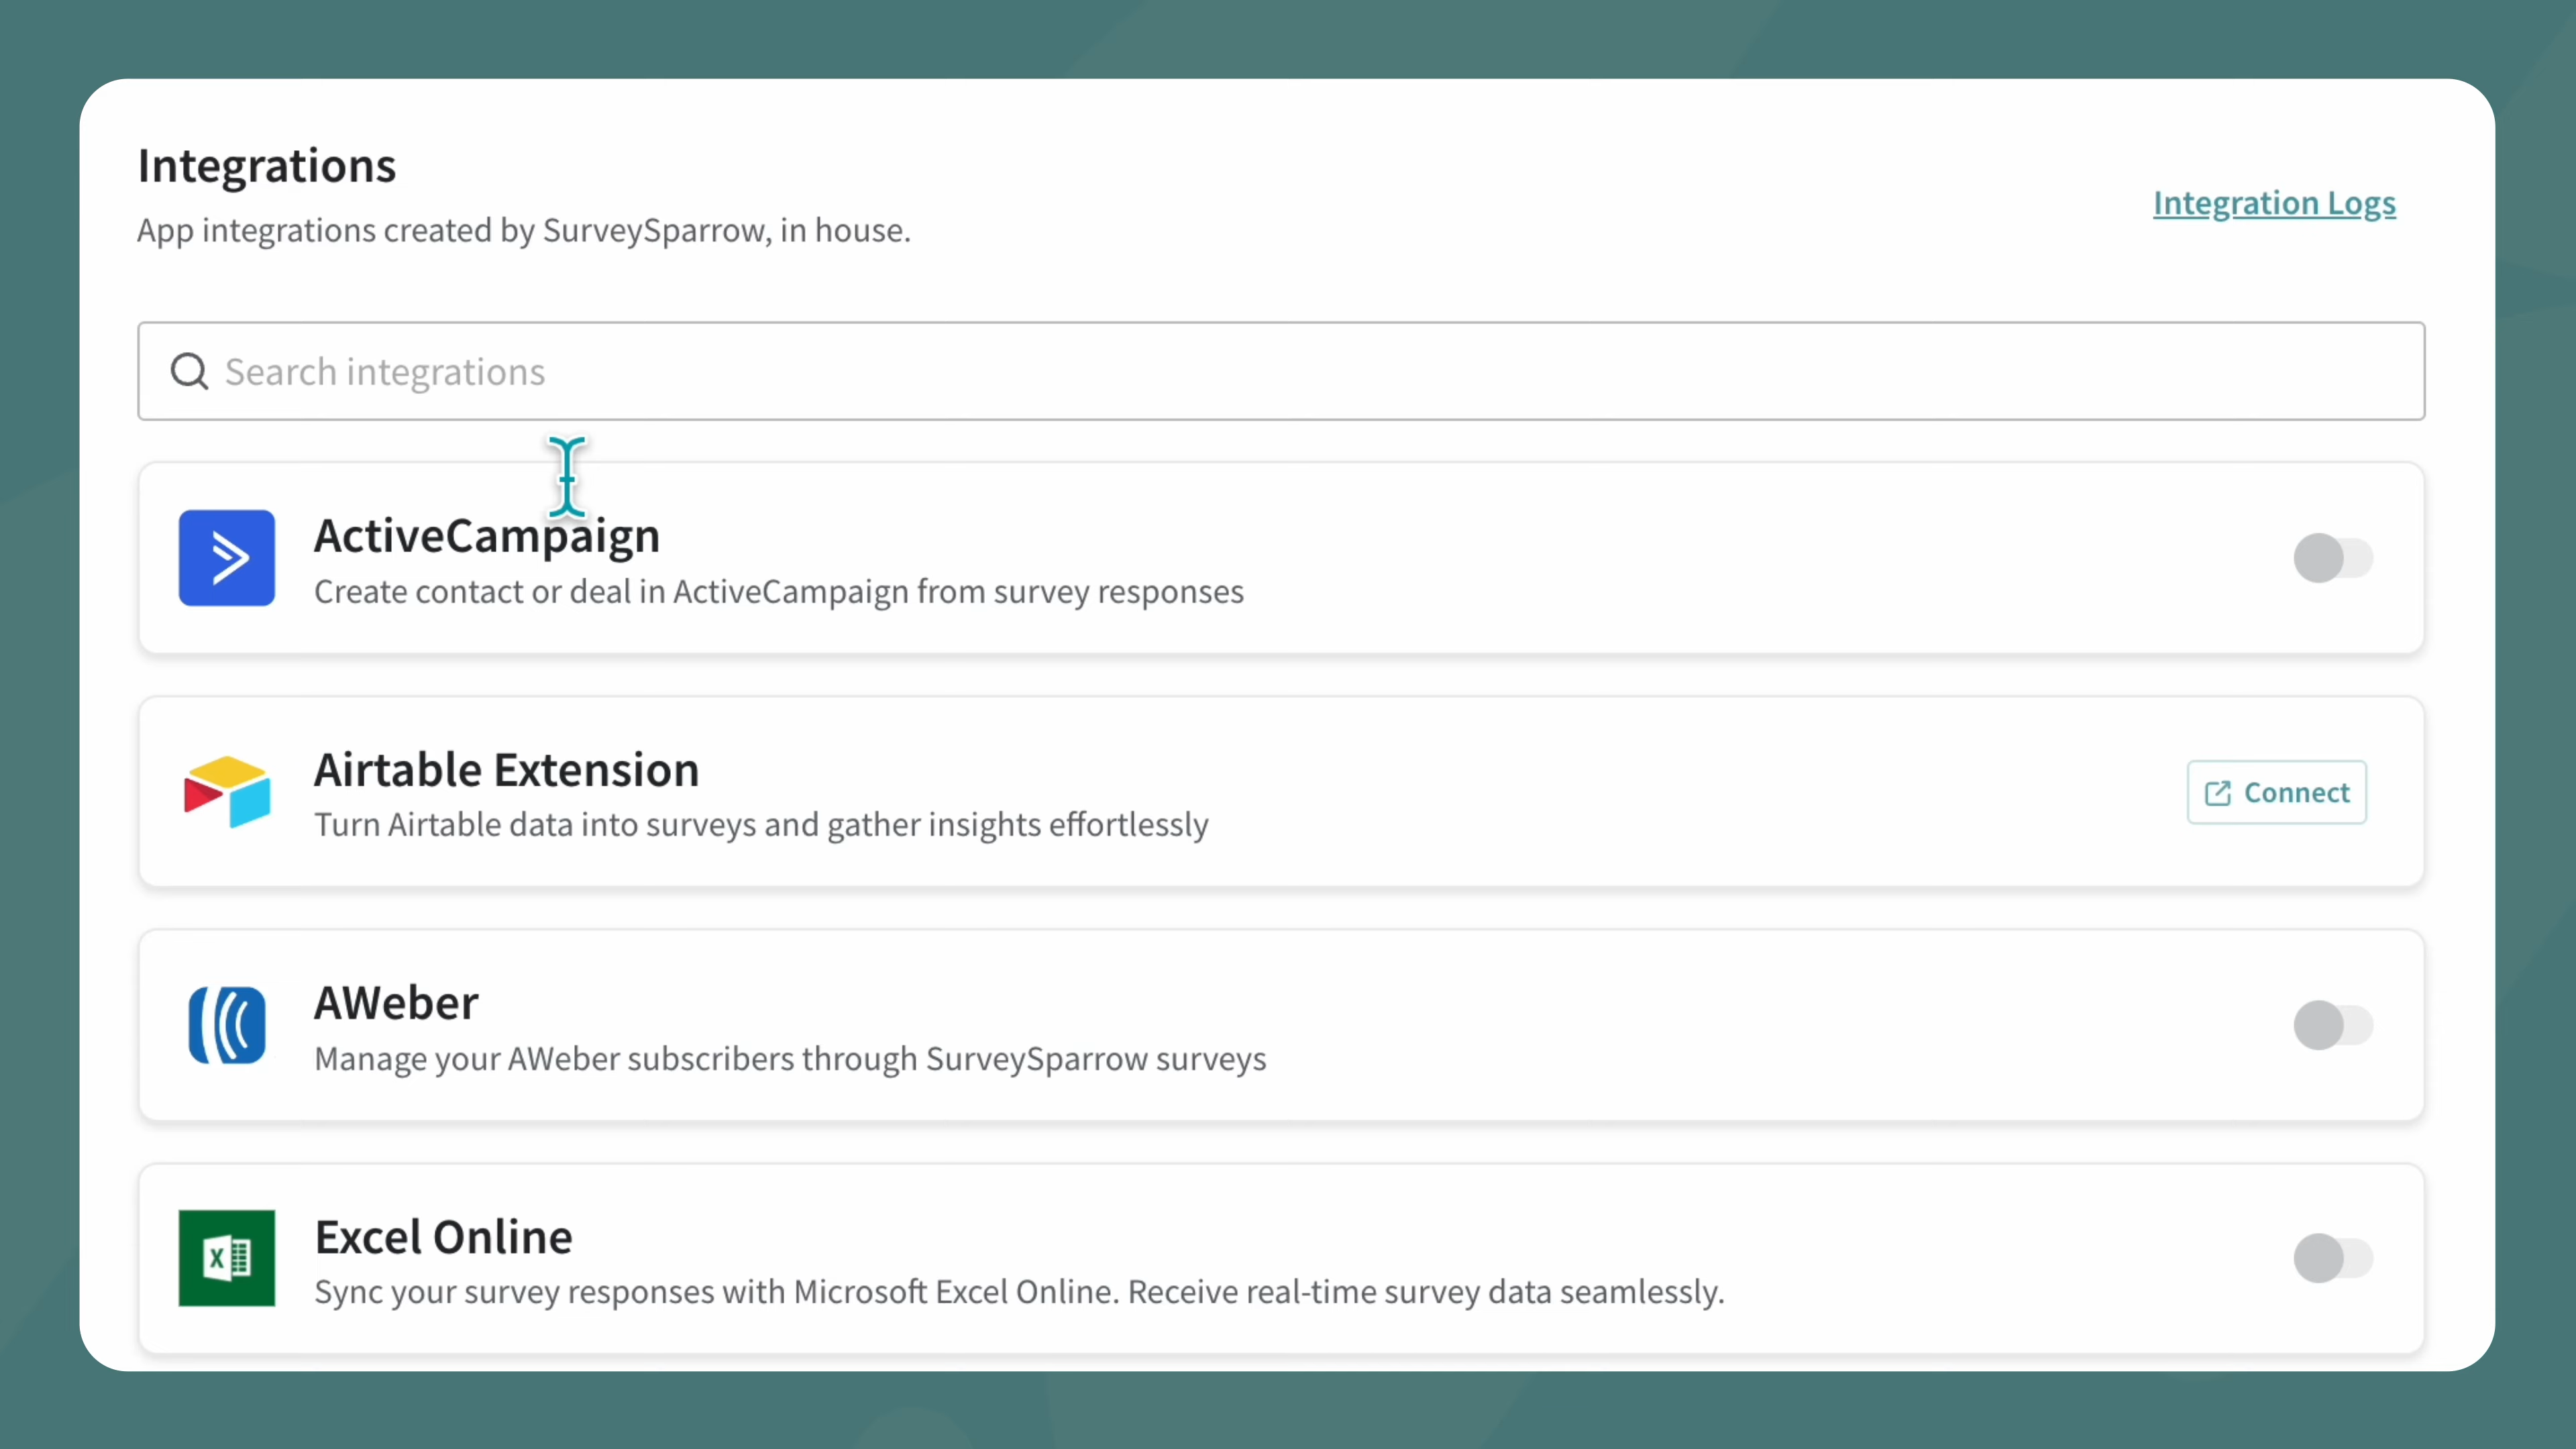 Integrations
Integration Logs
App integrations created by SurveySparrow, in house.
Search integrations
ActiveCampaign
Create contact or deal in ActiveCampaign from survey responses
Airtable Extension
Turn Airtable data into surveys and gather insights effortlessly
Connect
AWeber
Manage your AWeber subscribers through SurveySparrow surveys
X
Excel Online
Sync your survey responses with Microsoft Excel Online. Receive real-time survey data seamlessly.